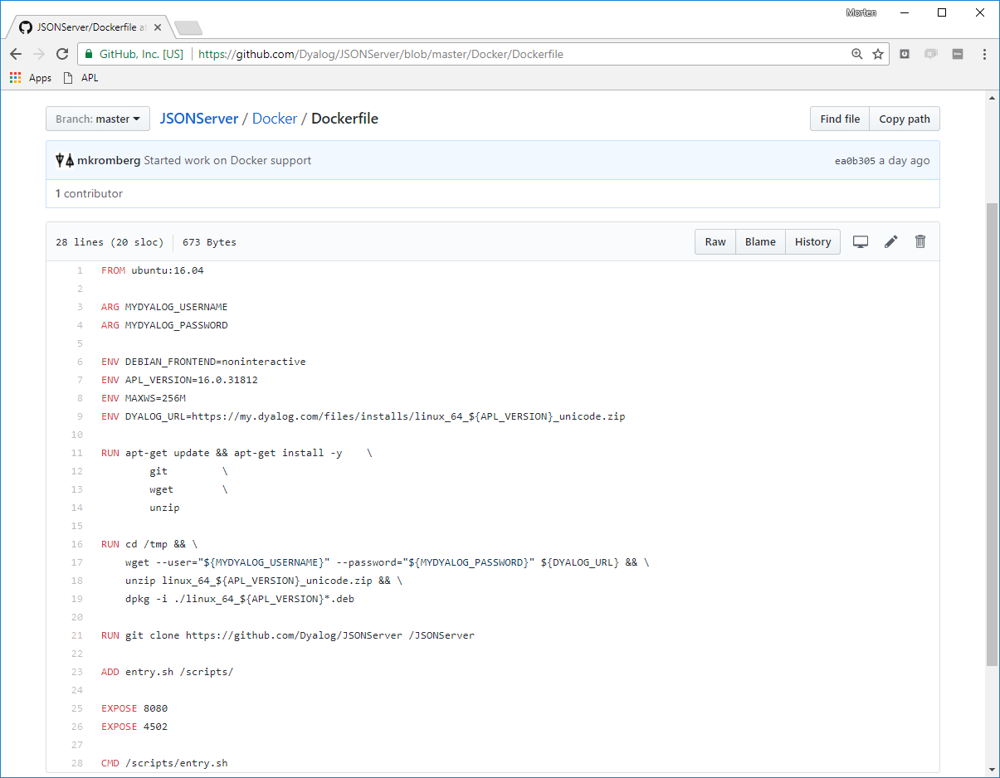 Morten
JSONServer/Dockerfile at
GitHub, Inc. [US] https://github.com/Dyalog/JSONServer/blob/master/Docker/Dockerfile
Apps APL
Branch: master JSONServer / Docker / Dockerfile Find file Copy path
mkromberg Started work on Docker support ea0b305 a day ago
1 contributor
28 lines (20 sloc) 673 Bytes Raw Blame History
1 FROM ubuntu:16.04
2
3 ARG MYDYALOG_USERNAME
4 ARG MYDYALOG_PASSWORD
5
6 ENV DEBIAN_FRONTEND=noninteractive
7 ENV APL_VERSION=16.0.31812
8 ENV MAXWS=256M
9 ENV DYALOG_URL=https://my.dyalog.com/files/installs/linux_64_${APL_VERSION}_unicode.zip
10
11 RUN apt-get update && apt-get install -y \
12 git \
13 wget \
14 unzip
15
16 RUN cd /tmp && \
17 wget --user="${MYDYALOG_USERNAME}" --password="${MYDYALOG_PASSWORD}" ${DYALOG_URL} && \
18 unzip linux_64_${APL_VERSION}_unicode.zip && \
19 dpkg -i ./linux_64_${APL_VERSION}*.deb
20
21 RUN git clone https://github.com/Dyalog/JSONServer /JSONServer
22
23 ADD entry.sh /scripts/
24
25 EXPOSE 8080
26 EXPOSE 4502
27
28 CMD /scripts/entry.sh